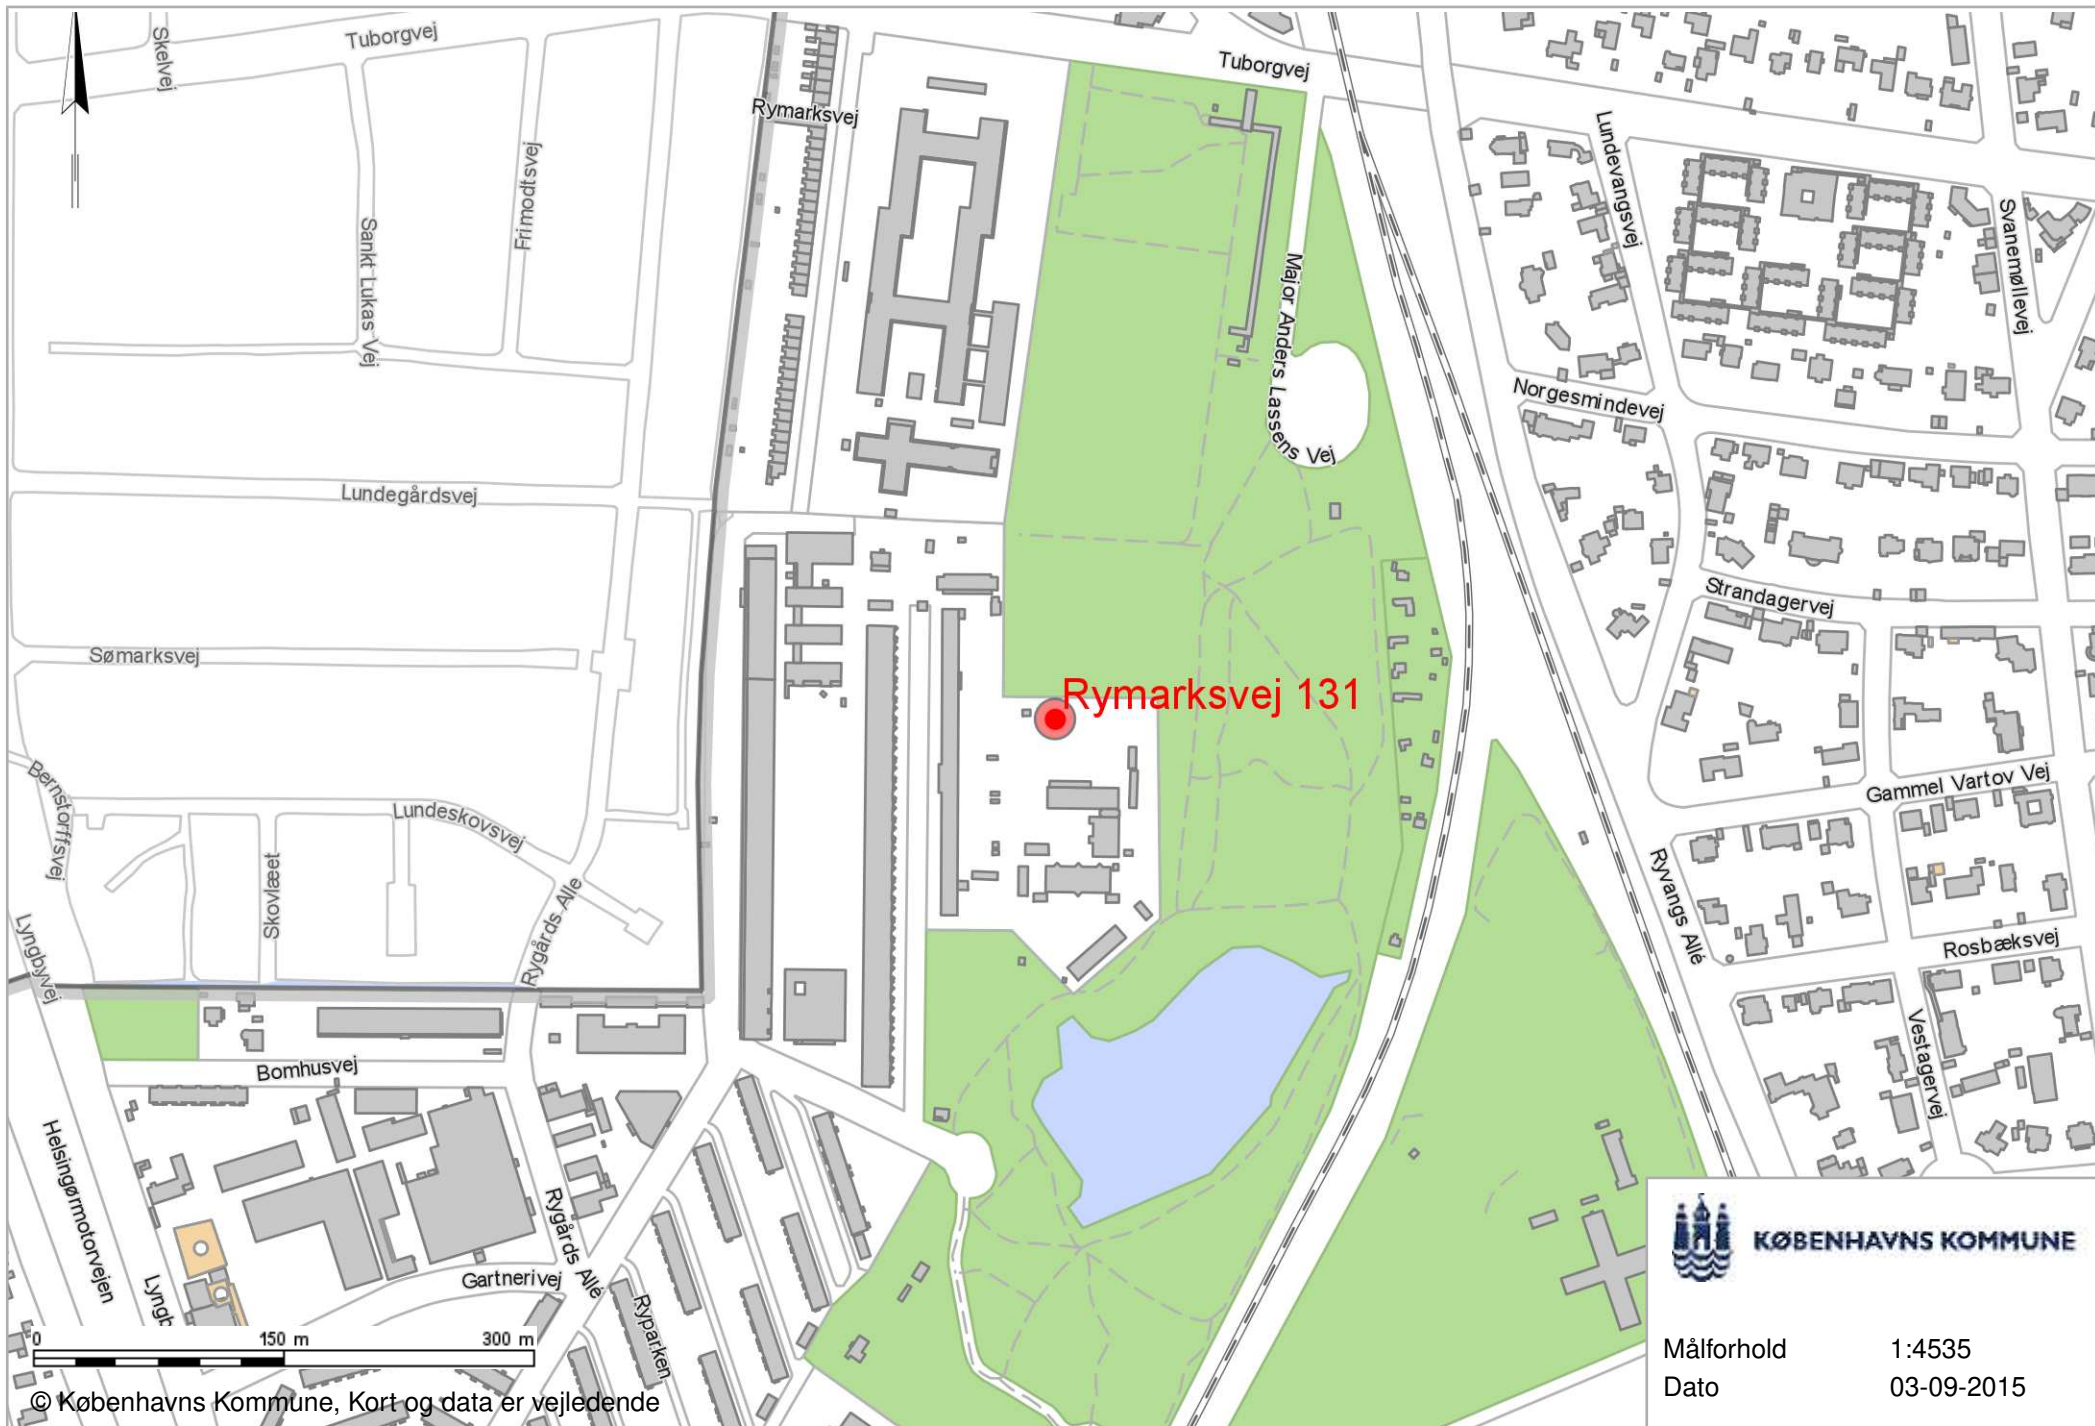 Skelvej
Tuborgvej
Tuborgvej
Rymarksvej
Frimodtsvej
Sankt Lukas Vej
Lundevangsvej
Svanemøllevej
Major Anders Lassens Vej
Norgesmindevej
Lundegårdsvej
Strandagervej
Sømarksvej
Rymarksvej 131
Bernstorffsvej
Lundeskovsvej
Gammel Vartov Vej
Skovlæet
Rygårds Alle
Ryvangs Allé
Lyngbyvej
Rosbæksvej
Vestagervej
Bomhusvej
Helsingørmotorvejen
Rygårds Allé
Lyngb
Gartnerivej
Ryparken
KØBENHAVNS KOMMUNE
0 150 m 300 m
Målforhold 1:4535
Dato 03-09-2015
© Københavns Kommune, Kort og data er vejledende